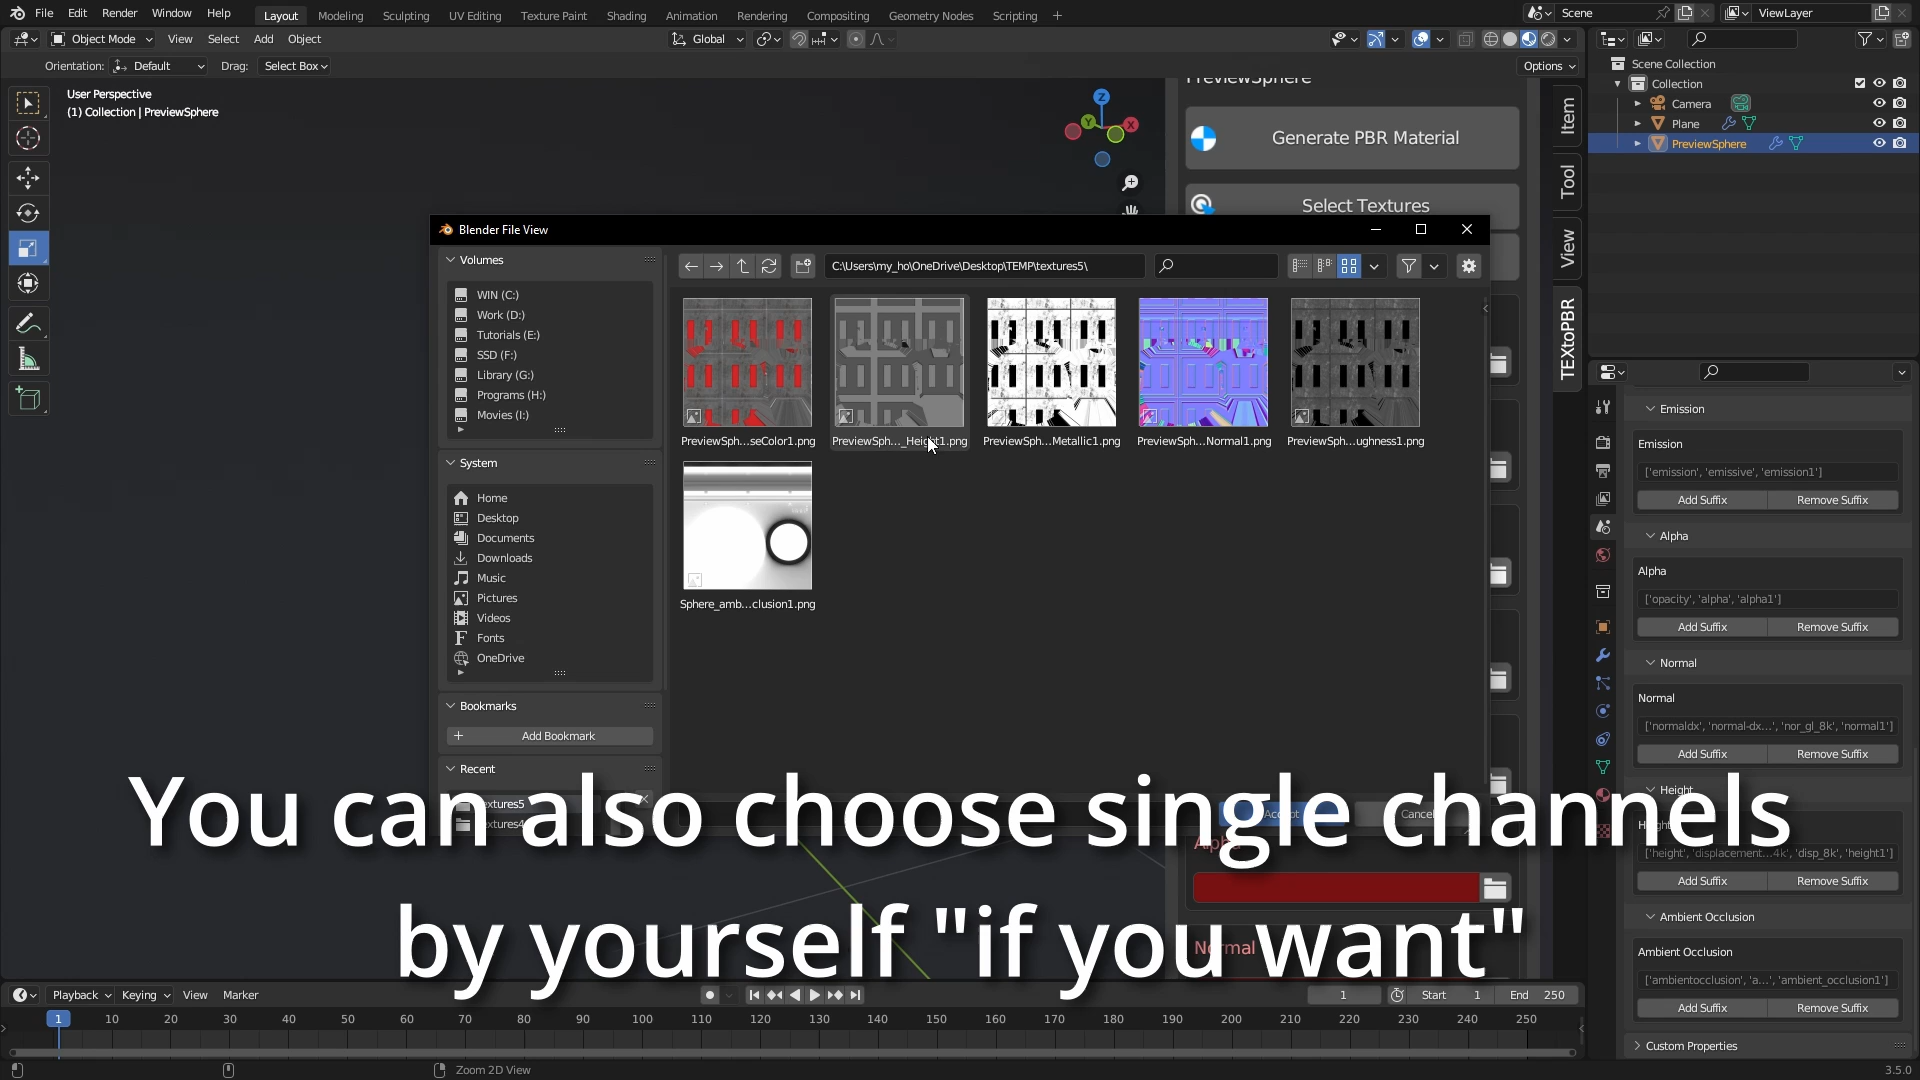 File Edit Render Window Help Layout Modeling Sculpting UV Editing Texture Paint Shading Animation Rendering Compositing Geometry Nodes Scripting + Scene ViewLayer
Object Mode View Select Add Object Global
Orientation: Default Drag: Select Box Options
User Perspective
(1) Collection | PreviewSphere
Z
Y
X
PreviewSphere
Generate PBR Material
Select Textures
Item
Tool
View
TEXtoPBR
Scene Collection
Collection
Camera
Plane
PreviewSphere
Blender File View
Volumes
WIN (C:)
Work (D:)
Tutorials (E:)
SSD (F:)
Library (G:)
Programs (H:)
Movies (I:)
System
Home
Desktop
Documents
Downloads
Music
Pictures
Videos
Fonts
OneDrive
Bookmarks
Add Bookmark
Recent
C:\Users\my_ho\OneDrive\Desktop\TEMP\textures5\
PreviewSph...seColor1.png PreviewSph..._Height1.png PreviewSph...Metallic1.png PreviewSph...Normal1.png PreviewSph...ughness1.png
Sphere_amb...clusion1.png
Accept
Cancel
Alpha
Normal
Emission
Emission
['emission', 'emissive', 'emission1']
Add Suffix Remove Suffix
Alpha
Alpha
['opacity', 'alpha', 'alpha1']
Add Suffix Remove Suffix
Normal
Normal
['normaldx', 'normal-dx...', 'nor_gl_8k', 'normal1']
Add Suffix Remove Suffix
Height
Height
['height', 'displacement...4k', 'disp_8k', 'height1']
Add Suffix Remove Suffix
Ambient Occlusion
Ambient Occlusion
['ambientocclusion', 'a...', 'ambient_occlusion1']
Add Suffix Remove Suffix
Custom Properties
You can also choose single channels
by yourself "if you want"
Playback Keying View Marker 1 Start 1 End 250
1 10 20 30 40 50 60 70 80 90 100 110 120 130 140 150 160 170 180 190 200 210 220 230 240 250
Zoom 2D View 3.5.0